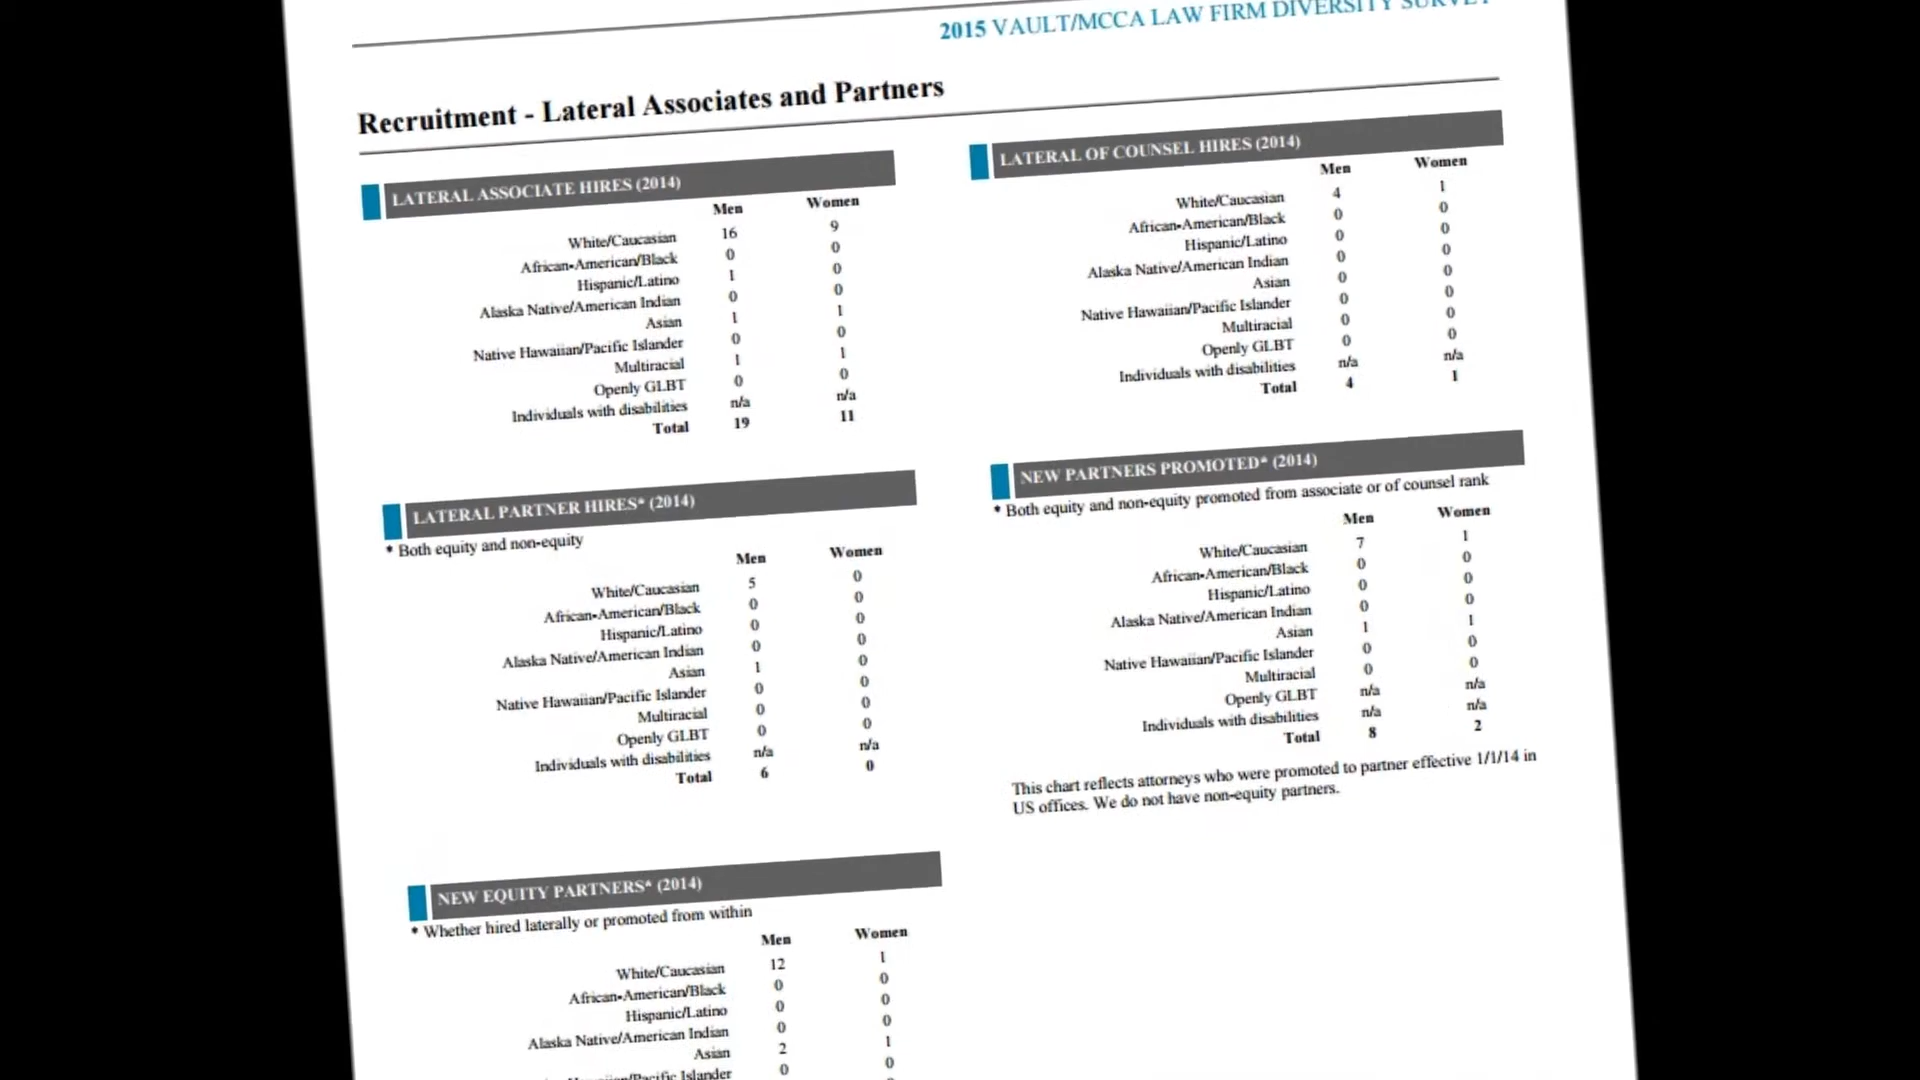 2015 VAULT/MCCA LAW FIRM DIVERSITY SURVEY
Recruitment - Lateral Associates and Partners
LATERAL ASSOCIATE HIRES (2014)
Men Women
White/Caucasian 16 9
African-American/Black 0 0
Hispanic/Latino 1 0
Alaska Native/American Indian 0 0
Asian 1 1
Native Hawaiian/Pacific Islander 0 0
Multiracial 1 1
Openly GLBT 0 0
Individuals with disabilities n/a n/a
Total 19 11
LATERAL OF COUNSEL HIRES (2014)
Men Women
White/Caucasian 4 1
African-American/Black 0 0
Hispanic/Latino 0 0
Alaska Native/American Indian 0 0
Asian 0 0
Native Hawaiian/Pacific Islander 0 0
Multiracial 0 0
Openly GLBT 0 0
Individuals with disabilities n/a n/a
Total 4 1
LATERAL PARTNER HIRES* (2014)
* Both equity and non-equity
Men Women
White/Caucasian 5 0
African-American/Black 0 0
Hispanic/Latino 0 0
Alaska Native/American Indian 0 0
Asian 1 0
Native Hawaiian/Pacific Islander 0 0
Multiracial 0 0
Openly GLBT 0 0
Individuals with disabilities n/a n/a
Total 6 0
NEW PARTNERS PROMOTED* (2014)
* Both equity and non-equity promoted from associate or of counsel rank
Men Women
White/Caucasian 7 1
African-American/Black 0 0
Hispanic/Latino 0 0
Alaska Native/American Indian 0 0
Asian 1 1
Native Hawaiian/Pacific Islander 0 0
Multiracial 0 0
Openly GLBT n/a n/a
Individuals with disabilities n/a n/a
Total 8 2
This chart reflects attorneys who were promoted to partner effective 1/1/14 in
US offices. We do not have non-equity partners.
NEW EQUITY PARTNERS* (2014)
* Whether hired laterally or promoted from within
Men Women
White/Caucasian 12 1
African-American/Black 0 0
Hispanic/Latino 0 0
Alaska Native/American Indian 0 0
Asian 2 1
Hawaiian/Pacific Islander 0 0